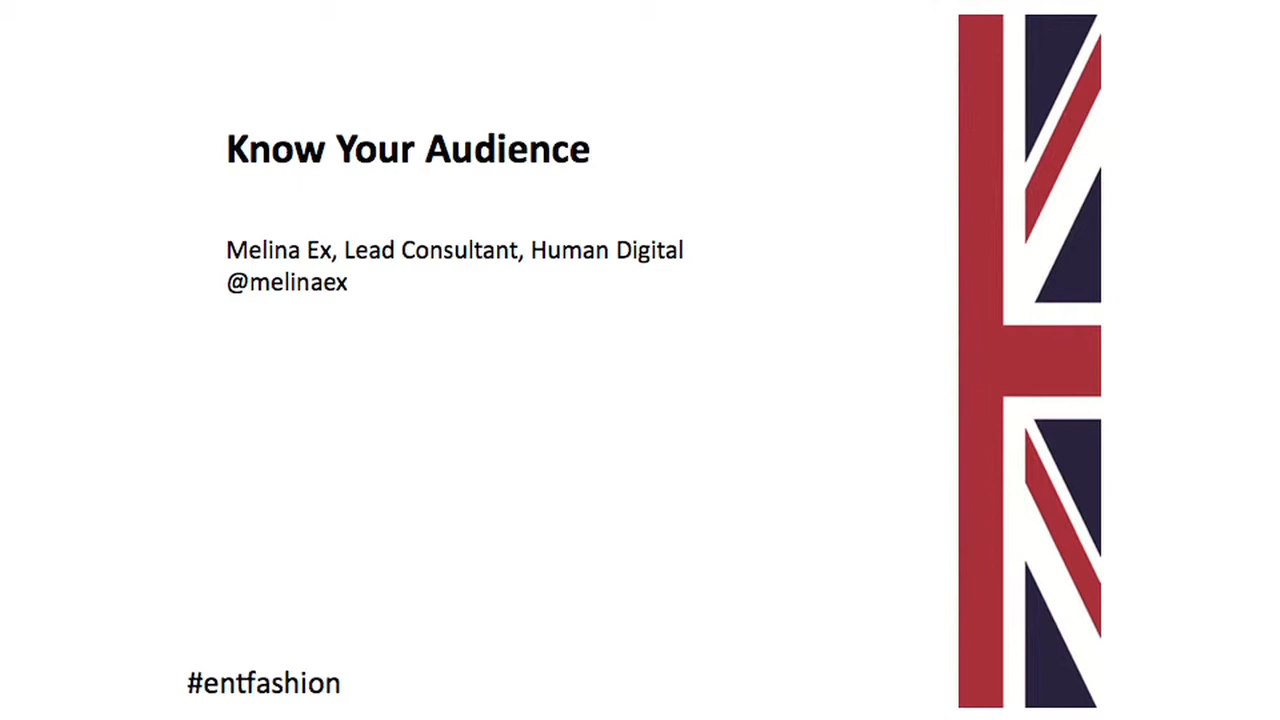 Know Your Audience
Melina Ex, Lead Consultant, Human Digital
@melinaex
#entfashion